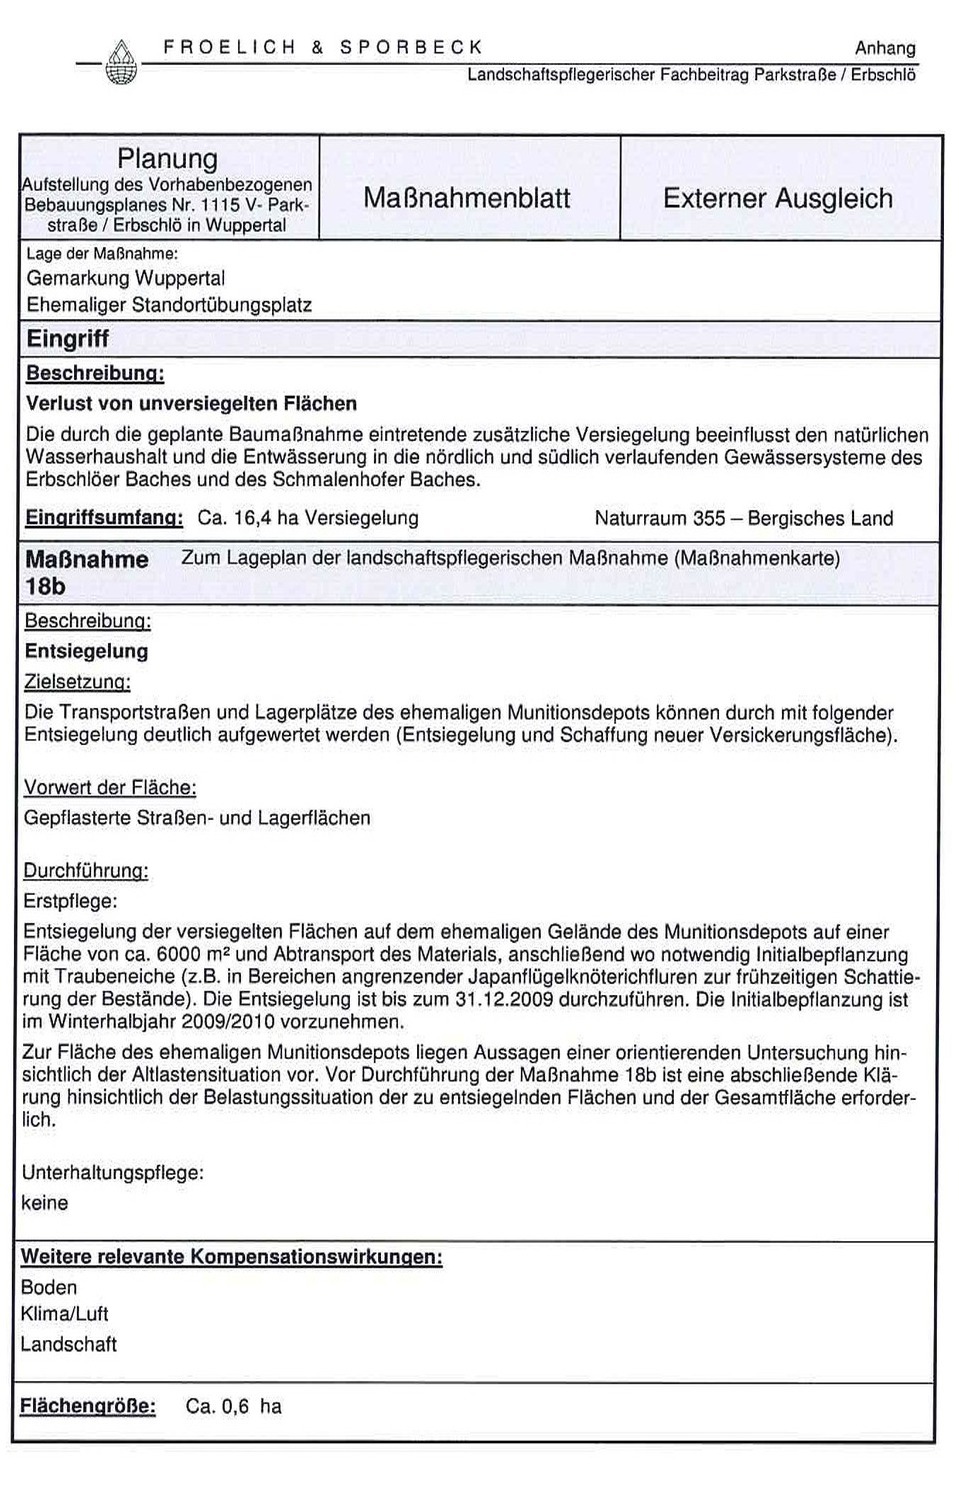 FROELICH & SPORBECK
Anhang
Landschaftspflegerischer Fachbeitrag Parkstraße / Erbschlö
Planung
Aufstellung des Vorhabenbezogenen
Bebauungsplanes Nr. 1115 V- Park-
straße / Erbschlö in Wuppertal
Maßnahmenblatt
Externer Ausgleich
Lage der Maßnahme:
Gemarkung Wuppertal
Ehemaliger Standortübungsplatz
Eingriff
Beschreibung:
Verlust von unversiegelten Flächen
Die durch die geplante Baumaßnahme eintretende zusätzliche Versiegelung beeinflusst den natürlichen
Wasserhaushalt und die Entwässerung in die nördlich und südlich verlaufenden Gewässersysteme des
Erbschlöer Baches und des Schmalenhofer Baches.
Eingriffsumfang: Ca. 16,4 ha Versiegelung Naturraum 355 – Bergisches Land
Maßnahme Zum Lageplan der landschaftspflegerischen Maßnahme (Maßnahmenkarte)
18b
Beschreibung:
Entsiegelung
Zielsetzung:
Die Transportstraßen und Lagerplätze des ehemaligen Munitionsdepots können durch mit folgender
Entsiegelung deutlich aufgewertet werden (Entsiegelung und Schaffung neuer Versickerungsfläche).
Vorwert der Fläche:
Gepflasterte Straßen- und Lagerflächen
Durchführung:
Erstpflege:
Entsiegelung der versiegelten Flächen auf dem ehemaligen Gelände des Munitionsdepots auf einer
Fläche von ca. 6000 m² und Abtransport des Materials, anschließend wo notwendig Initialbepflanzung
mit Traubeneiche (z.B. in Bereichen angrenzender Japanflügelknöterichfluren zur frühzeitigen Schattie-
rung der Bestände). Die Entsiegelung ist bis zum 31.12.2009 durchzuführen. Die Initialbepflanzung ist
im Winterhalbjahr 2009/2010 vorzunehmen.
Zur Fläche des ehemaligen Munitionsdepots liegen Aussagen einer orientierenden Untersuchung hin-
sichtlich der Altlastensituation vor. Vor Durchführung der Maßnahme 18b ist eine abschließende Klä-
rung hinsichtlich der Belastungssituation der zu entsiegelnden Flächen und der Gesamtfläche erforder-
lich.
Unterhaltungspflege:
keine
Weitere relevante Kompensationswirkungen:
Boden
Klima/Luft
Landschaft
Flächengröße: Ca. 0,6 ha